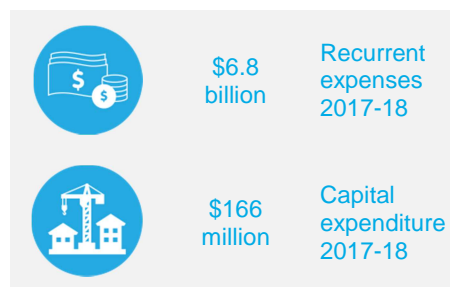 $
$
$6.8
billion
Recurrent
expenses
2017-18
$166
million
Capital
expenditure
2017-18